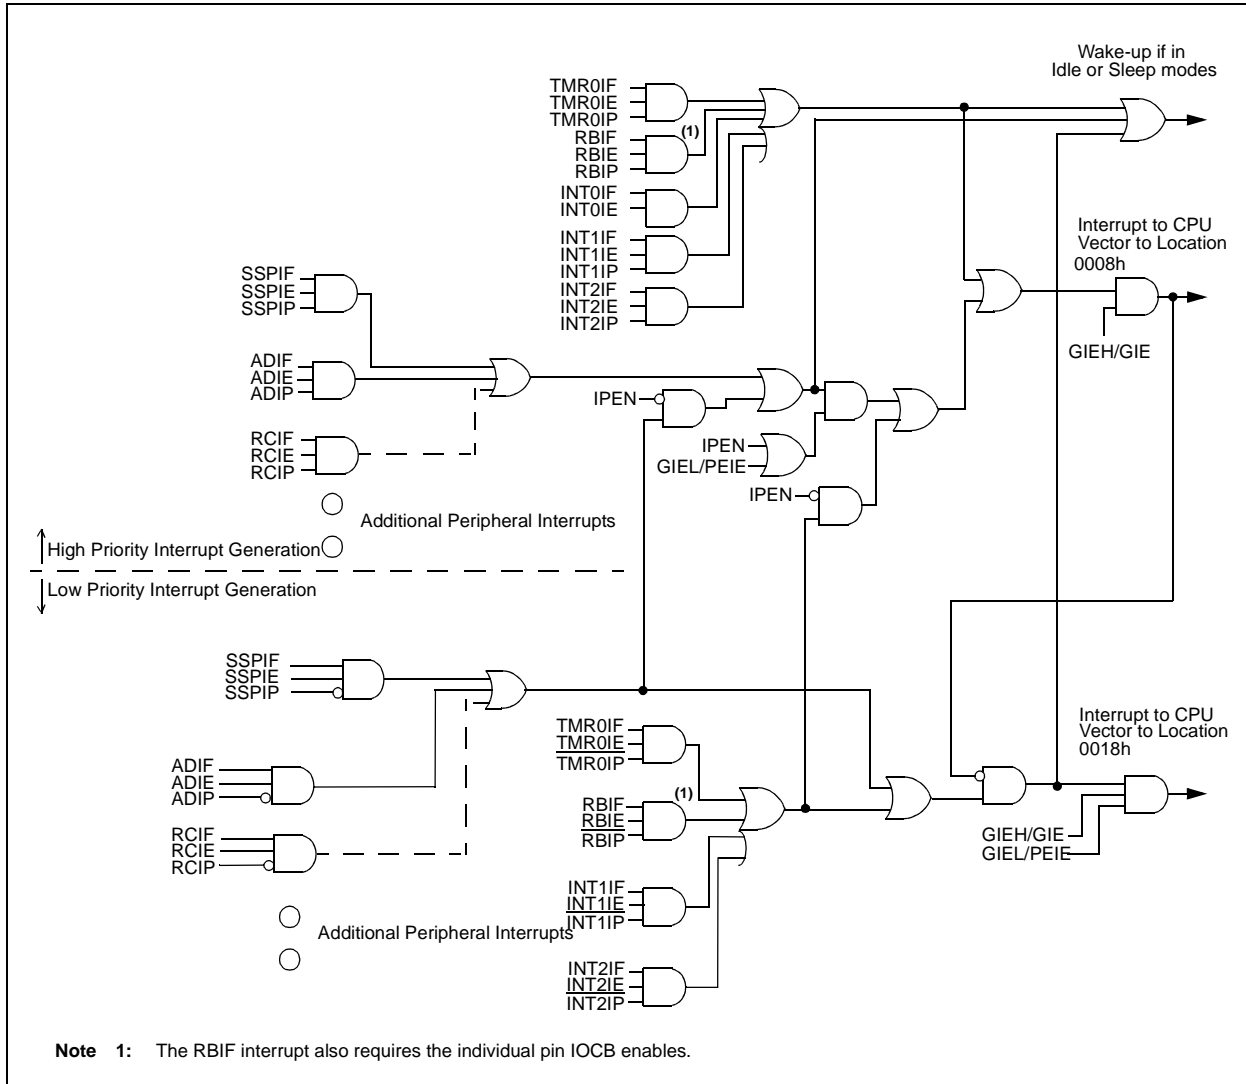 Wake-up if in
Idle or Sleep modes
TMR0IF
TMR0IE
TMR0IP
RBIF
(1)
RBIE
RBIP
INT0IF
INT0IE
INT1IF
INT1IE
INT1IP
INT2IF
INT2IE
INT2IP
Interrupt to CPU
Vector to Location
0008h
GIEH/GIE
SSPIF
SSPIE
SSPIP
ADIF
ADIE
ADIP
RCIF
RCIE
RCIP
IPEN
IPEN
GIEL/PEIE
IPEN
Additional Peripheral Interrupts
High Priority Interrupt Generation
Low Priority Interrupt Generation
SSPIF
SSPIE
SSPIP
ADIF
ADIE
ADIP
RCIF
RCIE
RCIP
Additional Peripheral Interrupts
TMR0IF
TMR0IE
TMR0IP
RBIF
(1)
RBIE
RBIP
INT1IF
INT1IE
INT1IP
INT2IF
INT2IE
INT2IP
Interrupt to CPU
Vector to Location
0018h
GIEH/GIE
GIEL/PEIE
Note 1: The RBIF interrupt also requires the individual pin IOCB enables.